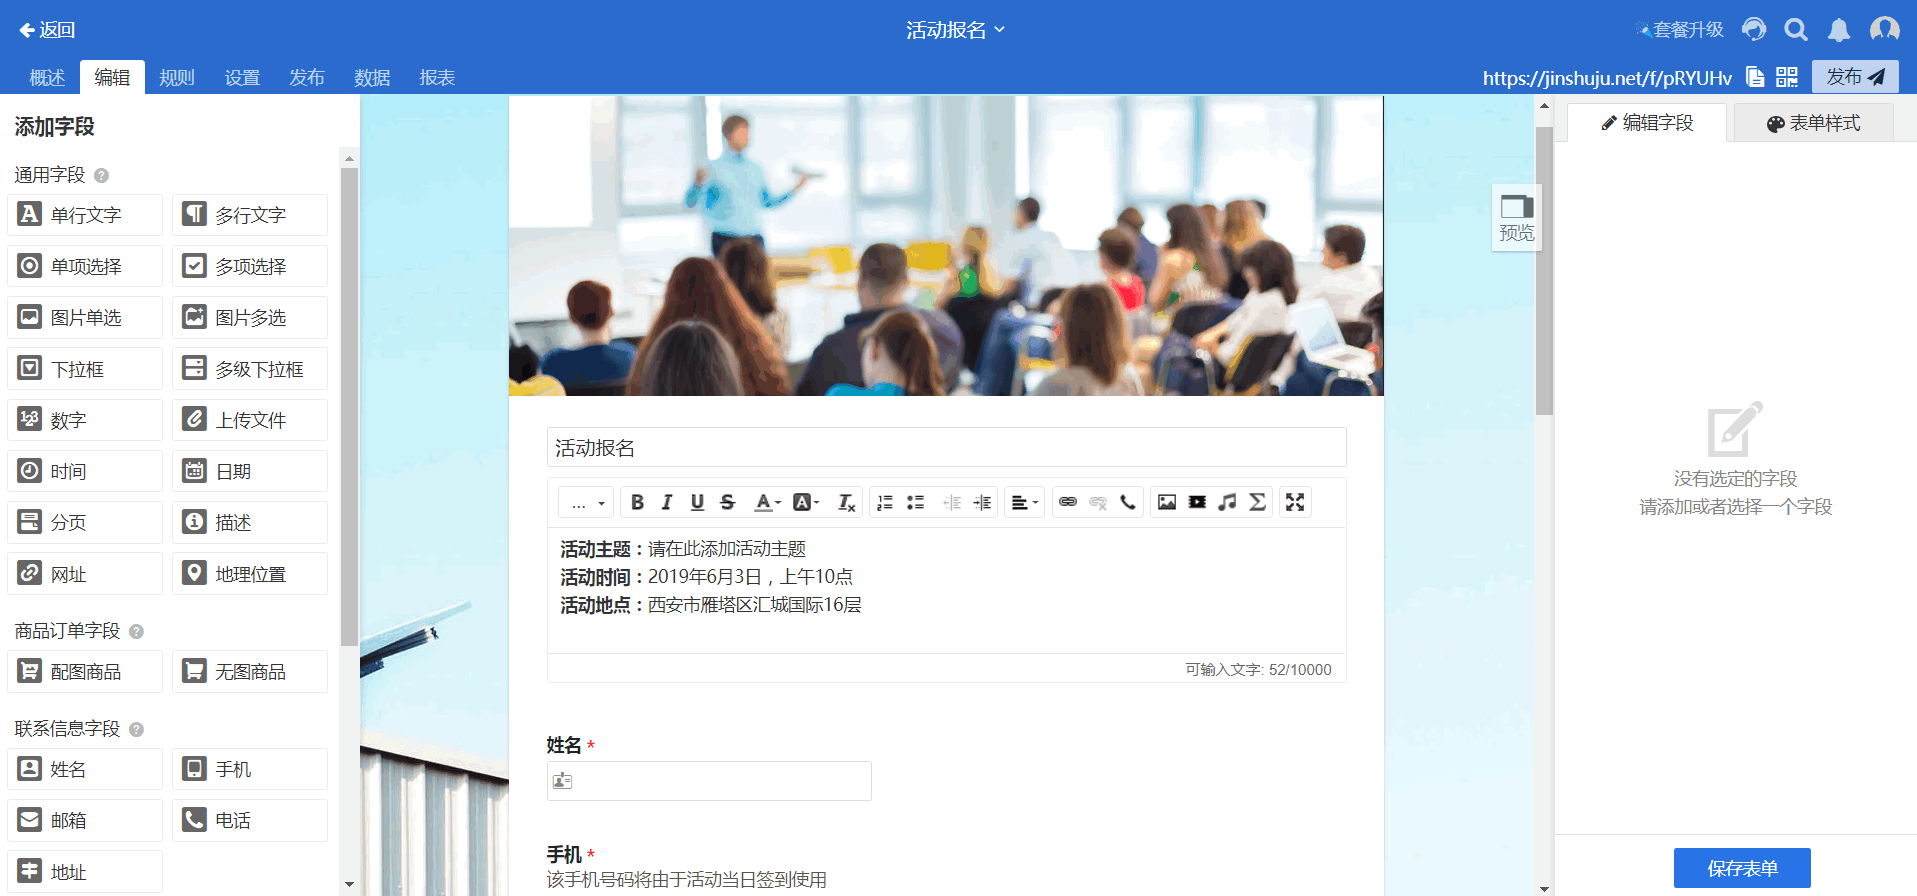 返回
活动报名
套餐升级
概述 编辑 规则 设置 发布 数据 报表
https://jinshuju.net/f/pRYUHv
发布
添加字段
通用字段 ?
单行文字 多行文字
单项选择 多项选择
图片单选 图片多选
下拉框 多级下拉框
数字 上传文件
时间 日期
分页 描述
网址 地理位置
商品订单字段 ?
配图商品 无图商品
联系信息字段 ?
姓名 手机
邮箱 电话
地址
活动报名
... B I U S A A Tx
活动主题：请在此添加活动主题
活动时间：2019年6月3日，上午10点
活动地点：西安市雁塔区汇城国际16层
可输入文字: 52/10000
姓名 *
手机 *
该手机号码将由于活动当日签到使用
预览
编辑字段 表单样式
没有选定的字段
请添加或者选择一个字段
保存表单